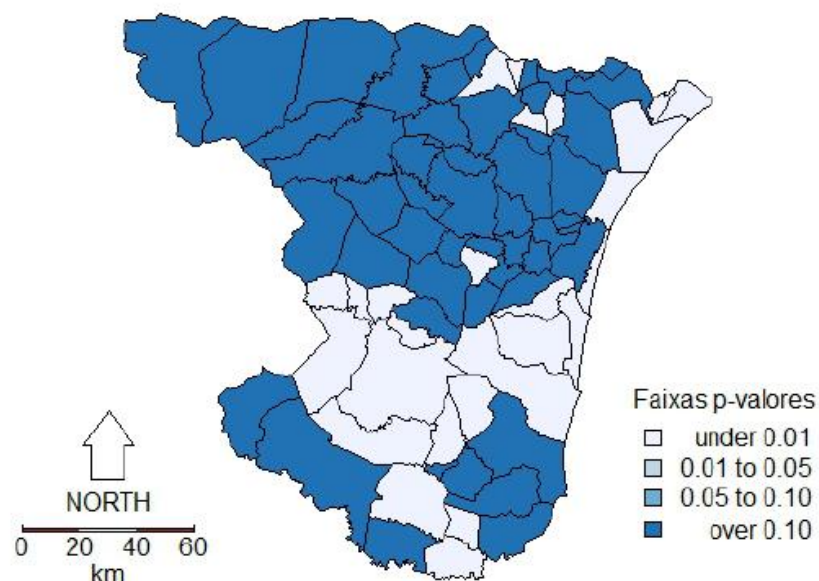 Faixas p-valores
under 0.01
0.01 to 0.05
0.05 to 0.10
over 0.10
NORTH
0 20 40 60
km